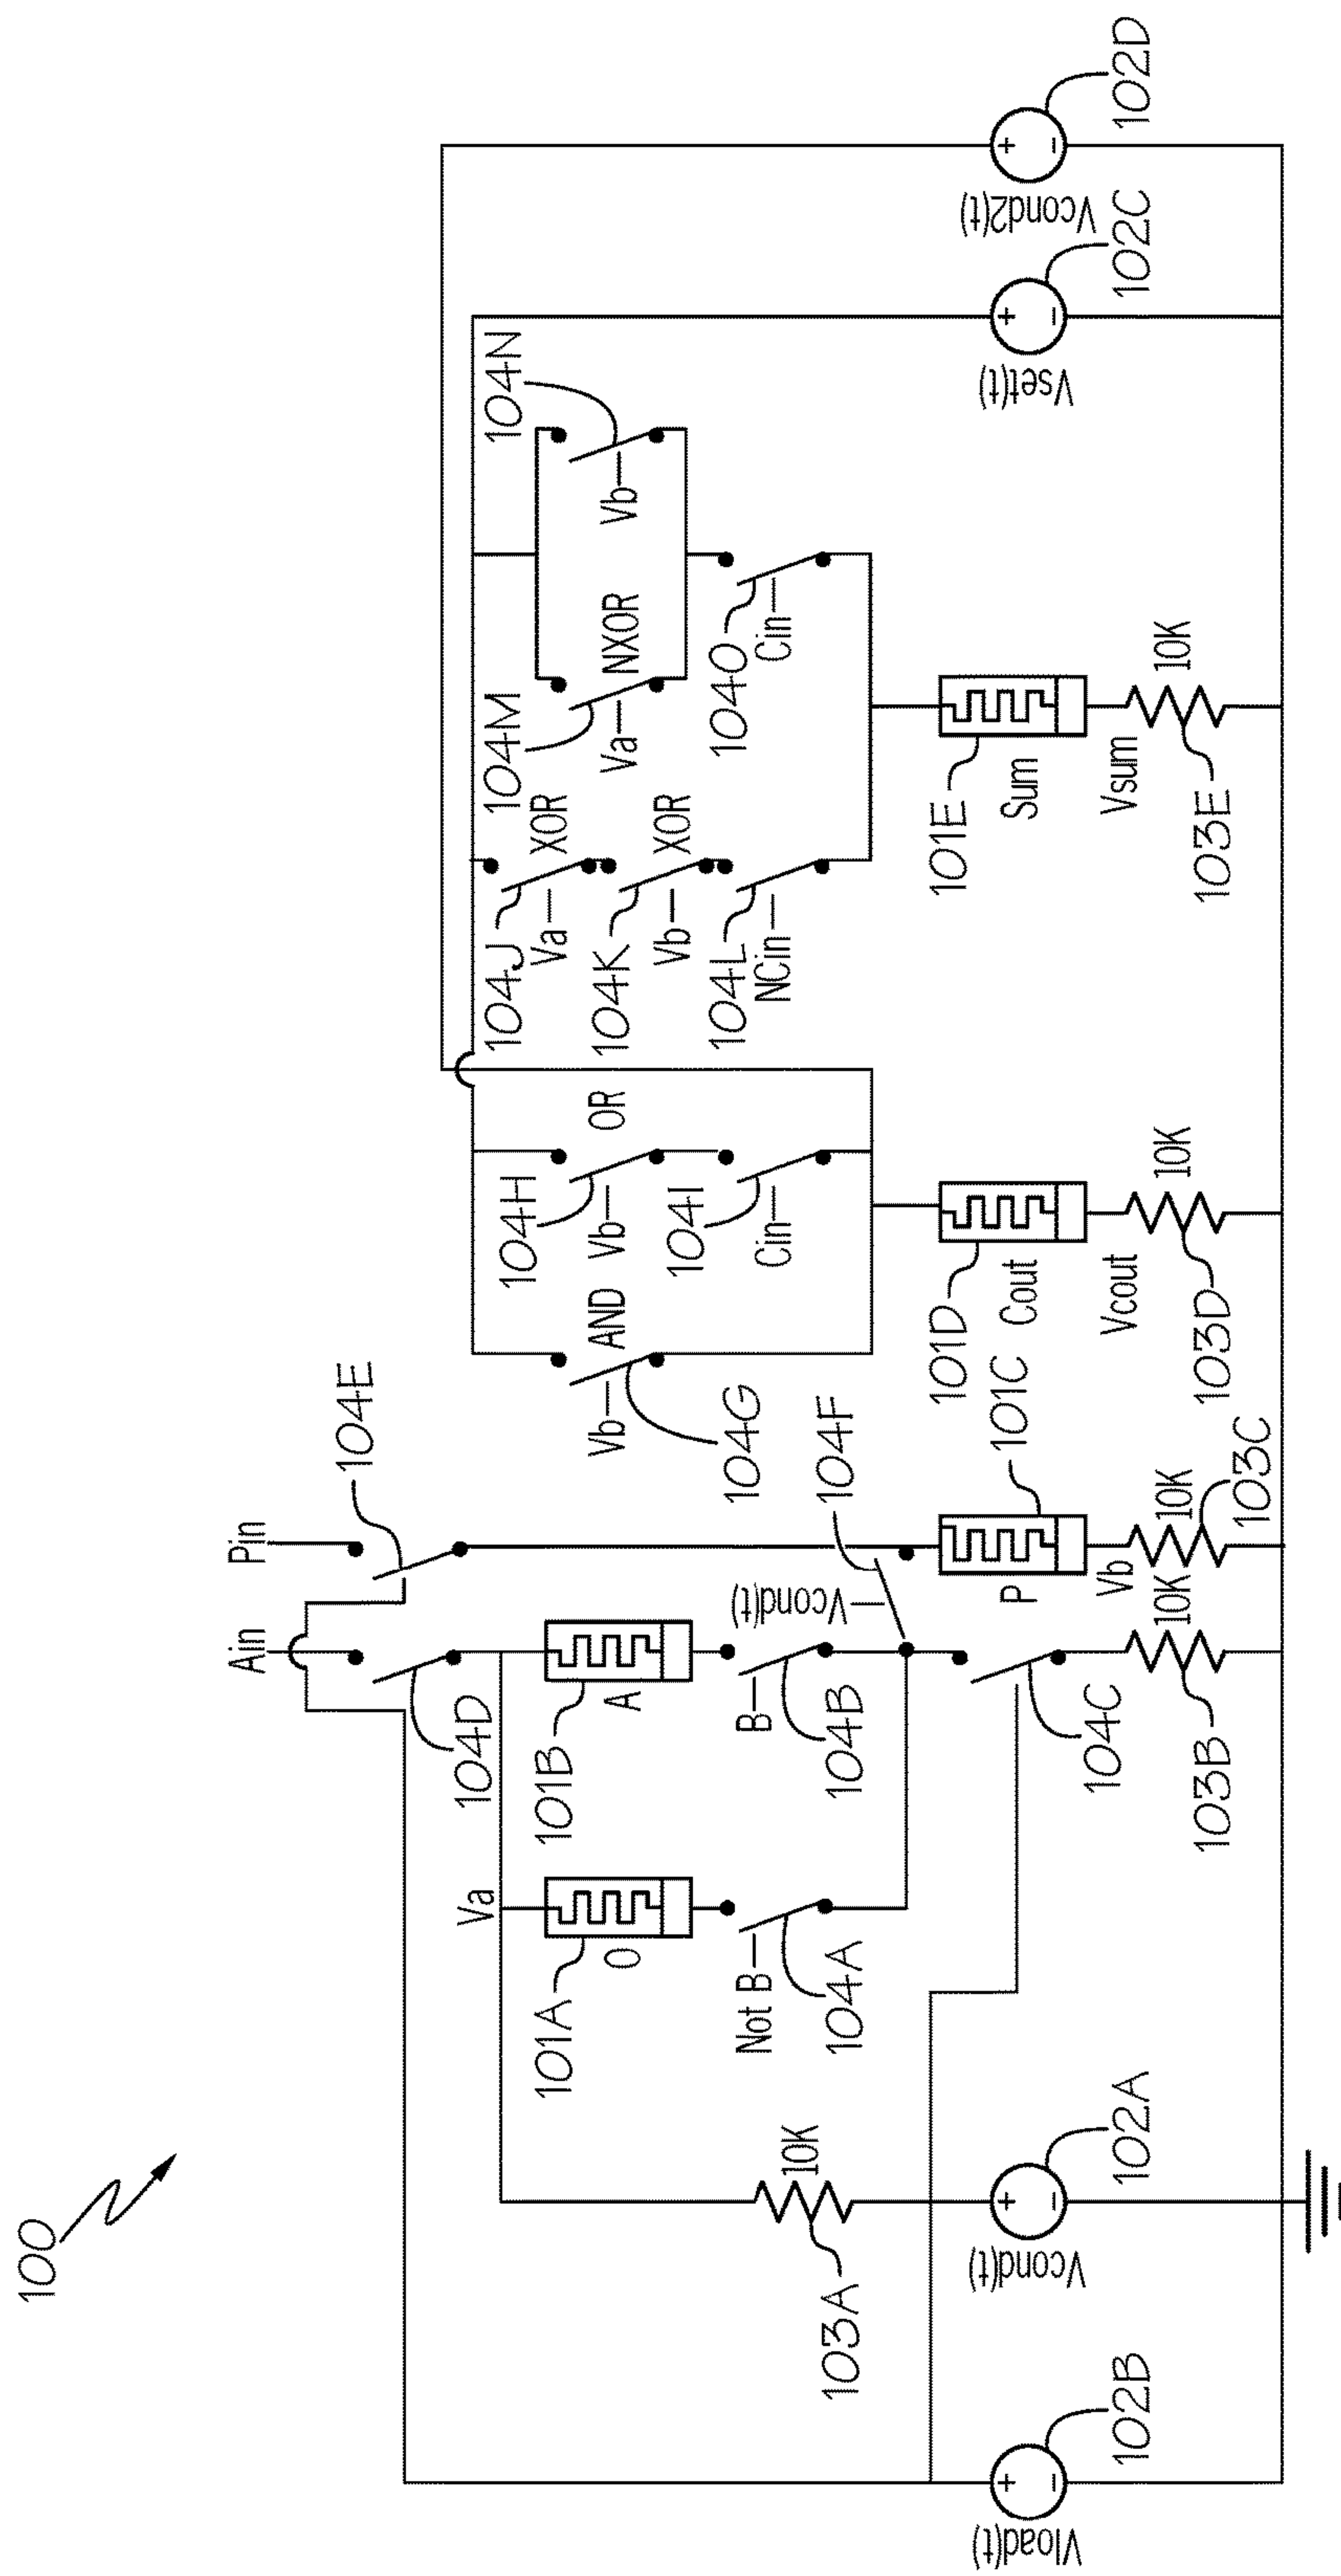 100
Vload(t)
+
−
102B
Vcond(t)
+
−
102A
10K
103A
Va
O
101A
Not B
104A
Ain
104D
A
101B
B
104B
104C
10K
103B
Pin
104E
Vcond(t)
104F
P
101C
Vb
10K
103C
Vb
AND
104G
Vb
OR
104H
Cin
104I
Cout
101D
Vcout
10K
103D
Va
XOR
104J
Vb
XOR
104K
NCin
104L
Va
NXOR
104M
Vb
104N
Cin
104O
Sum
101E
Vsum
10K
103E
Vset(t)
+
−
102C
Vcond2(t)
+
−
102D